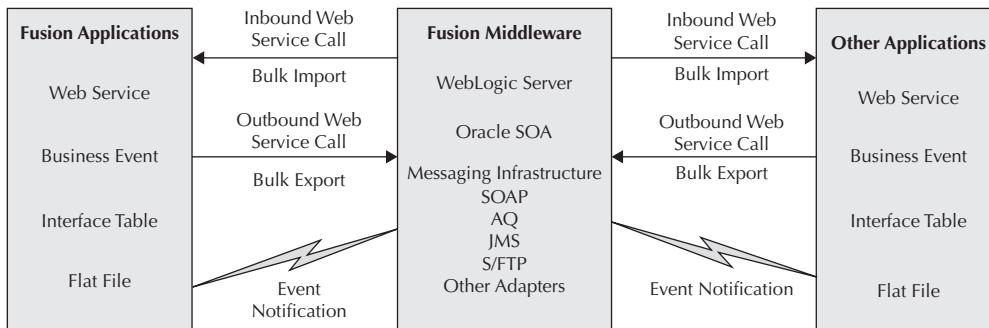 Fusion Applications
Web Service
Business Event
Interface Table
Flat File
Inbound Web
Service Call
Bulk Import
Outbound Web
Service Call
Bulk Export
Event
Notification
Fusion Middleware
WebLogic Server
Oracle SOA
Messaging Infrastructure
SOAP
AQ
JMS
S/FTP
Other Adapters
Inbound Web
Service Call
Bulk Import
Outbound Web
Service Call
Bulk Export
Event Notification
Other Applications
Web Service
Business Event
Interface Table
Flat File